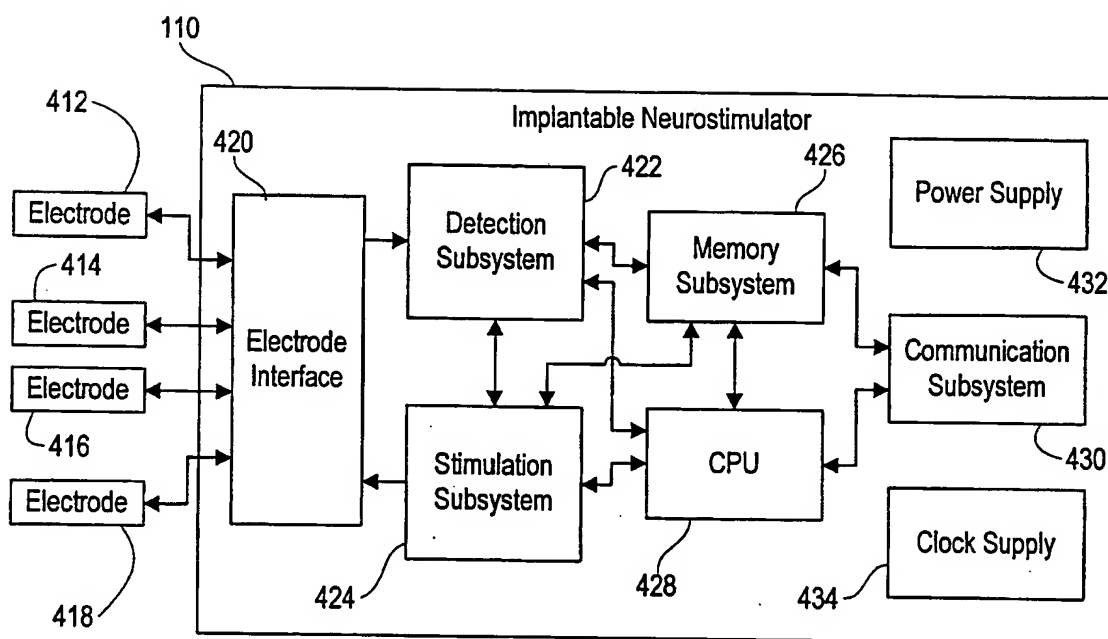 110
412
Implantable Neurostimulator
420
422
426
Electrode
Detection
Subsystem
Memory
Subsystem
Power Supply
432
414
Electrode
Electrode
Interface
Communication
Subsystem
430
Electrode
416
Stimulation
Subsystem
CPU
Electrode
418
424
428
434
Clock Supply